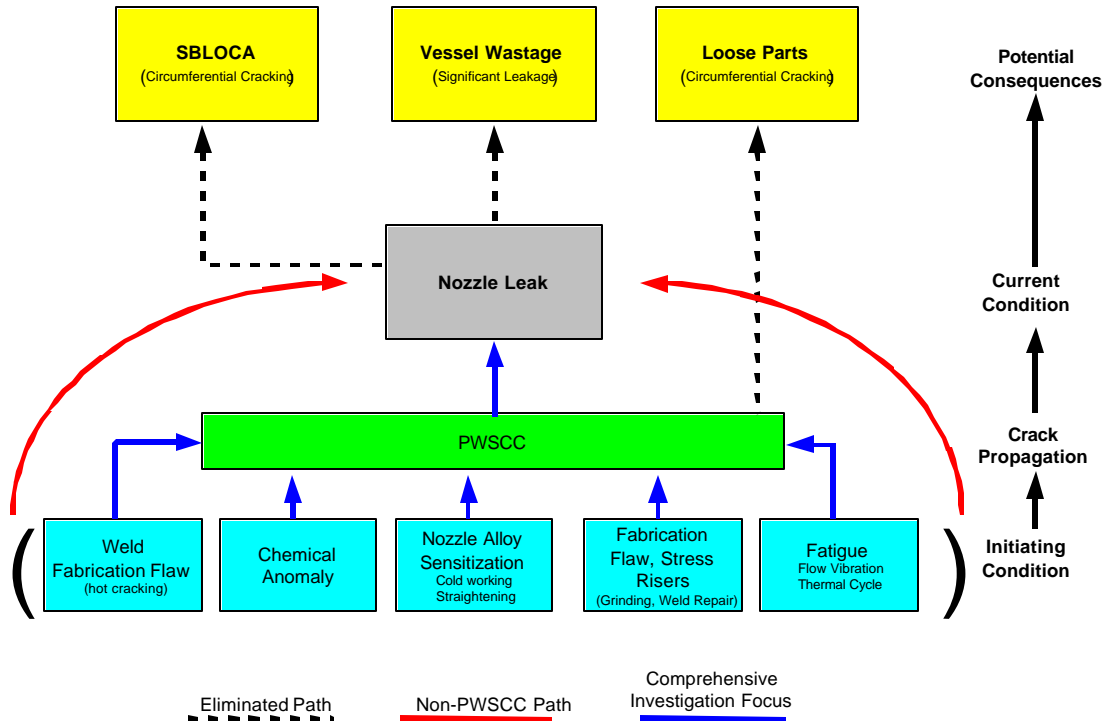 SBLOCA
(Circumferential Cracking)
Vessel Wastage
(Significant Leakage)
Loose Parts
(Circumferential Cracking)
Potential
Consequences
Nozzle Leak
Current
Condition
PWSCC
Crack
Propagation
(
Weld
Fabrication Flaw
(hot cracking)
Chemical
Anomaly
Nozzle Alloy
Sensitization
Cold working
Straightening
Fabrication
Flaw, Stress
Risers
(Grinding, Weld Repair)
Fatigue
Flow Vibration
Thermal Cycle
)
Initiating
Condition
Eliminated Path
Non-PWSCC Path
Comprehensive
Investigation Focus